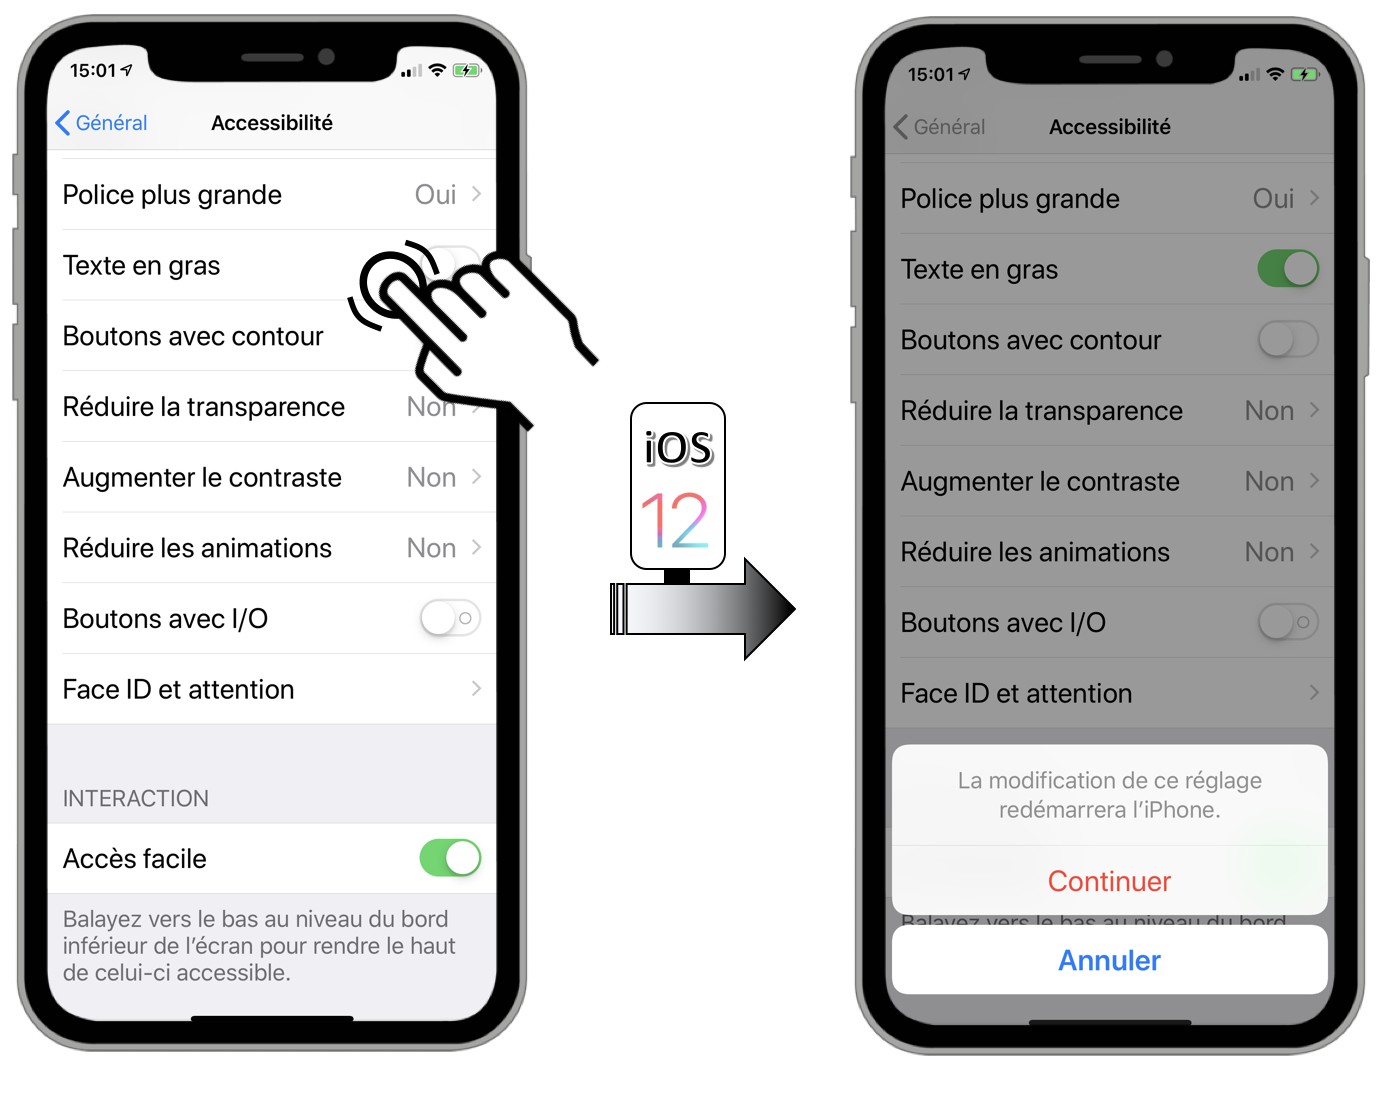 15:01
Général
Accessibilité
Police plus grande Oui
Texte en gras
Boutons avec contour
Réduire la transparence Non
Augmenter le contraste Non
Réduire les animations Non
Boutons avec I/O
Face ID et attention
INTERACTION
Accès facile
Balayez vers le bas au niveau du bord
inférieur de l’écran pour rendre le haut
de celui-ci accessible.
iOS
12
15:01
Général
Accessibilité
Police plus grande Oui
Texte en gras
Boutons avec contour
Réduire la transparence Non
Augmenter le contraste Non
Réduire les animations Non
Boutons avec I/O
Face ID et attention
La modification de ce réglage
redémarrera l’iPhone.
Continuer
Balayez vers le bas au niveau du bord
Annuler